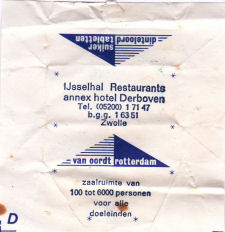 dinteloord
suiker tabletten
IJsselhal Restaurants
annex hotel Derboven
Tel. (05200) 1 71 47
b.g.g. 1 63 51
Zwolle
van oordt rotterdam
zaalruimte van
100 tot 6000 personen
voor alle
doeleinden
D